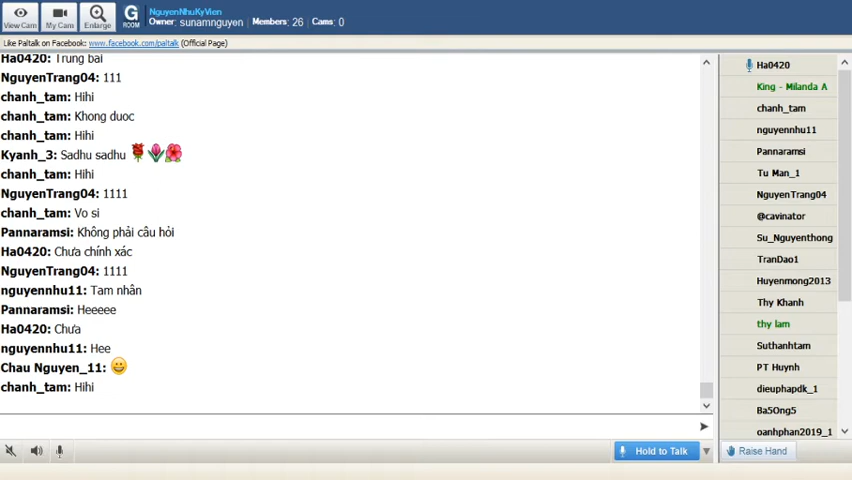 View Cam
My Cam
Enlarge
G
ROOM
NguyenNhuKyVien
Owner: sunamnguyen Members: 26 Cams: 0
Like Paltalk on Facebook: www.facebook.com/paltalk (Official Page)
Ha0420: Trung bai
NguyenTrang04: 111
chanh_tam: Hihi
chanh_tam: Khong duoc
chanh_tam: Hihi
Kyanh_3: Sadhu sadhu
chanh_tam: Hihi
NguyenTrang04: 1111
chanh_tam: Vo si
Pannaramsi: Không phải câu hỏi
Ha0420: Chưa chính xác
NguyenTrang04: 1111
nguyennhu11: Tam nhân
Pannaramsi: Heeeee
Ha0420: Chưa
nguyennhu11: Hee
Chau Nguyen_11:
chanh_tam: Hihi
Hold to Talk
Ha0420
King - Milanda A
chanh_tam
nguyennhu11
Pannaramsi
Tu Man_1
NguyenTrang04
@cavinator
Su_Nguyenthong
TranDao1
Huyenmong2013
Thy Khanh
thy lam
Suthanhtam
PT Huynh
dieuphapdk_1
Ba5Ong5
oanhphan2019_1
Raise Hand